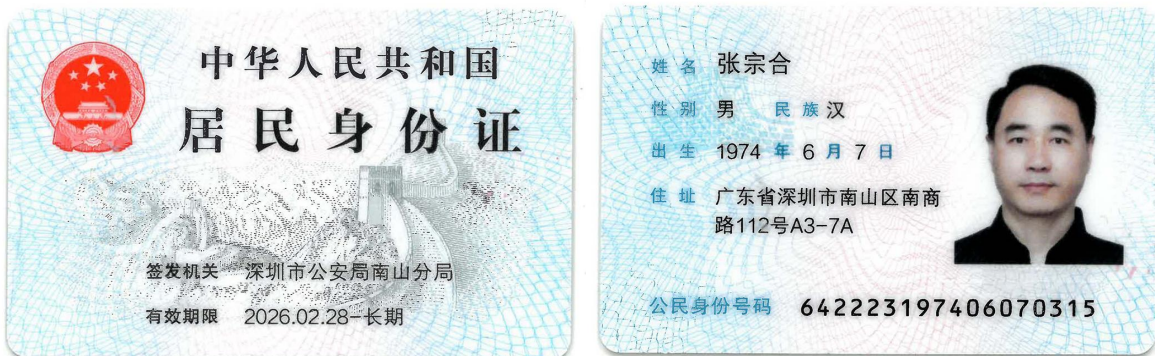 中华人民共和国
居民身份证
签发机关 深圳市公安局南山分局
有效期限 2026.02.28-长期
姓名 张宗合
性别 男 民族 汉
出生 1974 年 6 月 7 日
住址 广东省深圳市南山区南商
路112号A3-7A
公民身份号码 642223197406070315